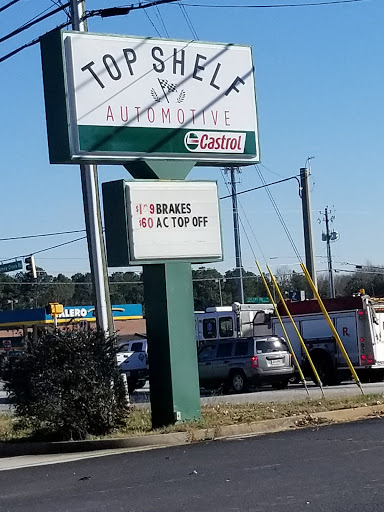 TOP SHELF
AUTOMOTIVE
Castrol
$1 9 BRAKES
$60 AC TOP OFF
VALERO